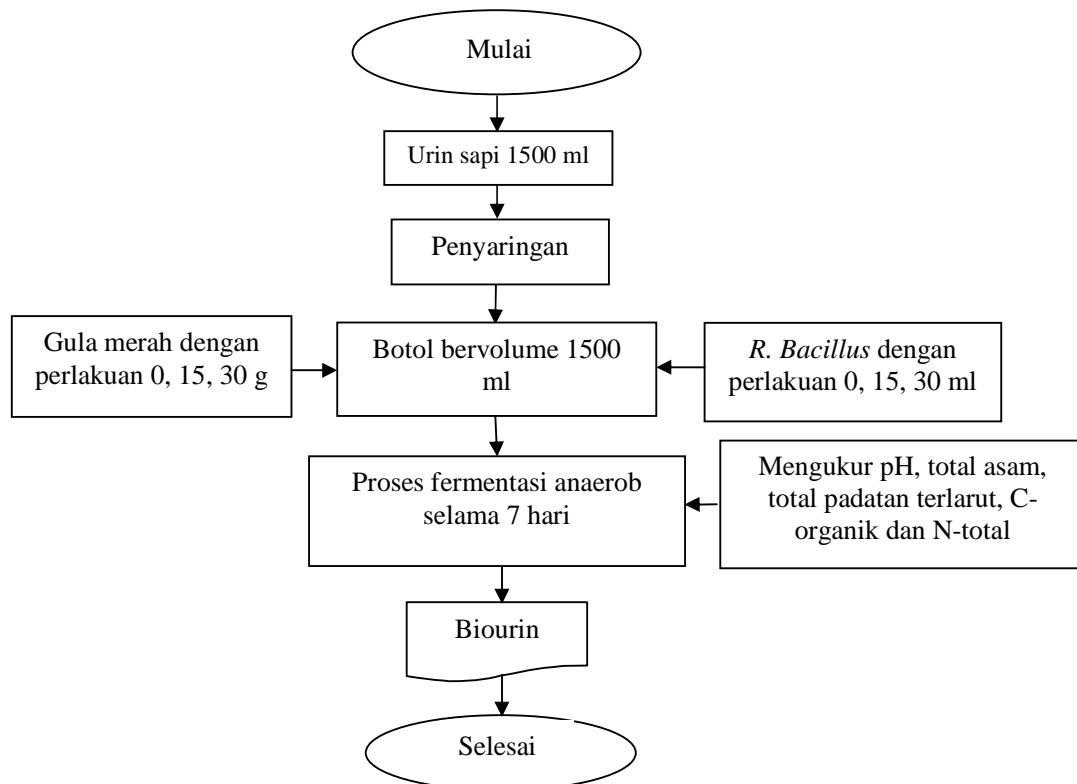 Mulai
Urin sapi 1500 ml
Penyaringan
Gula merah dengan
perlakuan 0, 15, 30 g
Botol bervolume 1500
ml
R. Bacillus dengan
perlakuan 0, 15, 30 ml
Proses fermentasi anaerob
selama 7 hari
Mengukur pH, total asam,
total padatan terlarut, C-
organik dan N-total
Biourin
Selesai